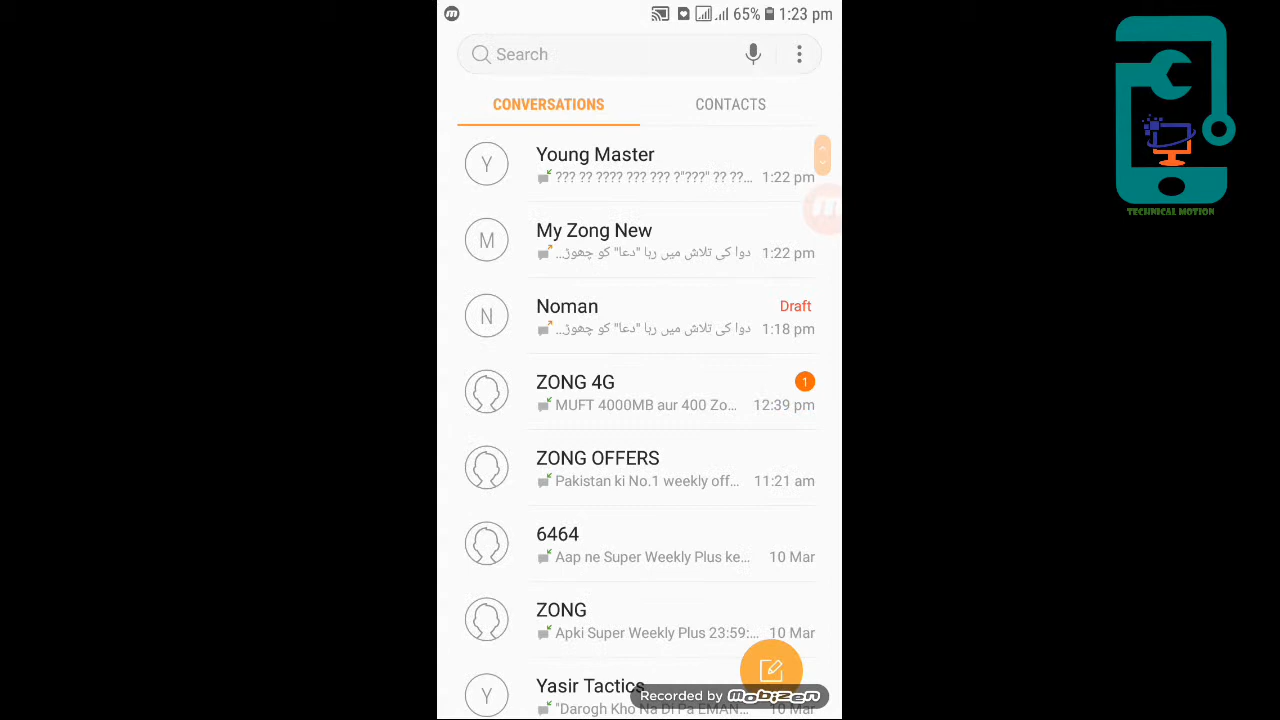 65% 1:23 pm
Search
CONVERSATIONS CONTACTS
Young Master
??? ?? ???? ??? ??? ?"???" ?? ??... 1:22 pm
My Zong New
دوا کی تلاش میں رہا "دعا" کو چھوڑ... 1:22 pm
Noman Draft
دوا کی تلاش میں رہا "دعا" کو چھوڑ... 1:18 pm
ZONG 4G 1
MUFT 4000MB aur 400 Zo... 12:39 pm
ZONG OFFERS
Pakistan ki No.1 weekly off... 11:21 am
6464
Aap ne Super Weekly Plus ke... 10 Mar
ZONG
Apki Super Weekly Plus 23:59:... 10 Mar
Yasir Tactics
"Darogh Kho Na Di Pa EMAN... 10 Mar
Recorded by mobizen
Y
M
N
Y
TECHNICAL MOTION